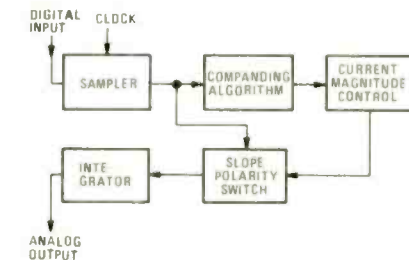 DIGITAL
INPUT
CLOCK
SAMPLER
COMPANDING
ALGORITHM
CURRENT
MAGNITUDE
CONTROL
INTE
GRATOR
SLOPE
POLARITY
SWITCH
ANALOG
OUTPUT